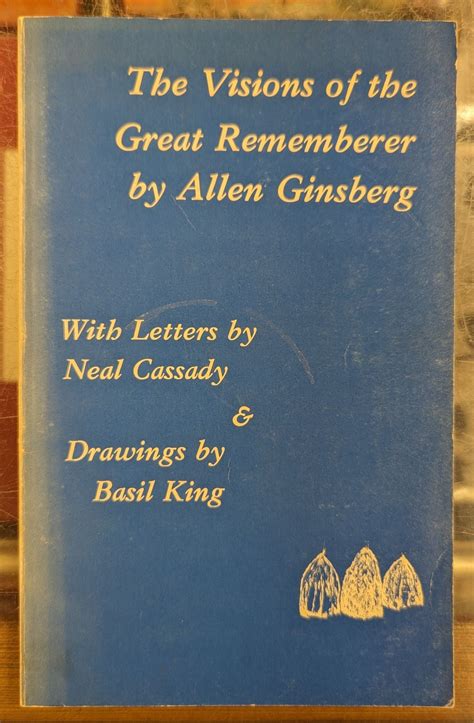 The Visions of the
Great Rememberer
by Allen Ginsberg
With Letters by
Neal Cassady
&
Drawings by
Basil King